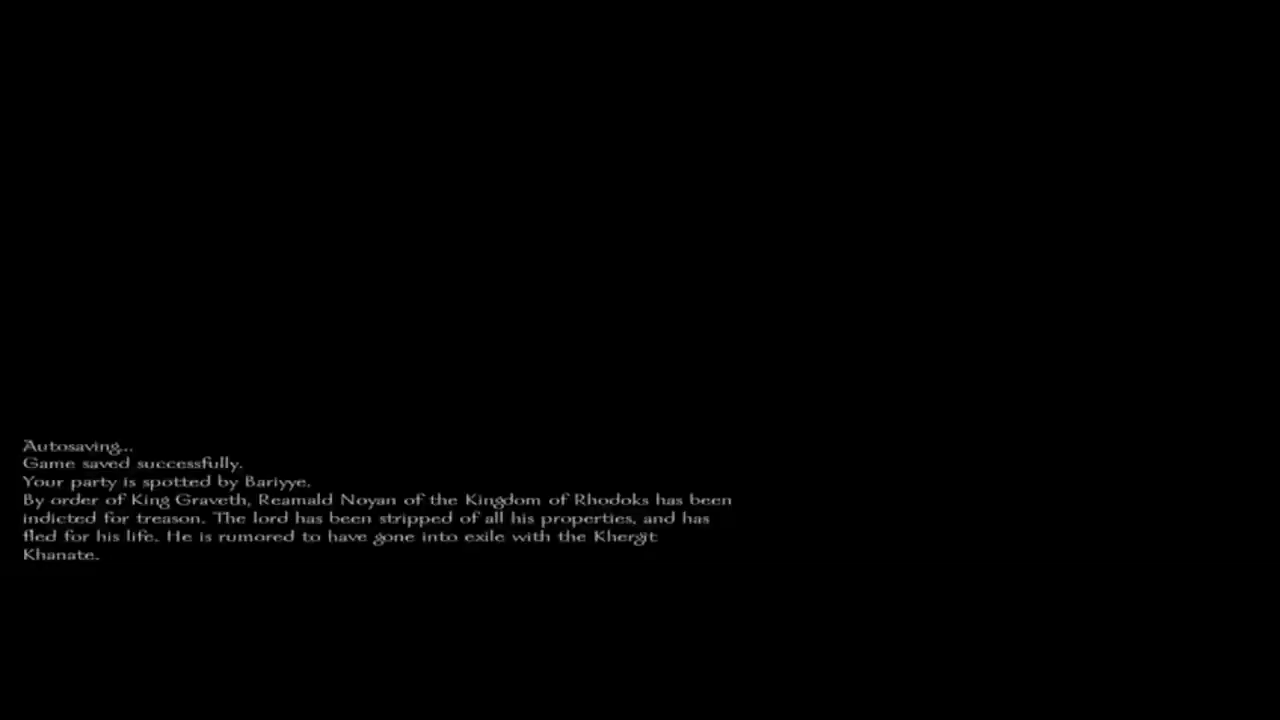 Autosaving...
Game saved successfully.
Your party is spotted by Bariyye.
By order of King Graveth, Reamald Noyan of the Kingdom of Rhodoks has been
indicted for treason. The lord has been stripped of all his properties, and has
fled for his life. He is rumored to have gone into exile with the Khergit
Khanate.